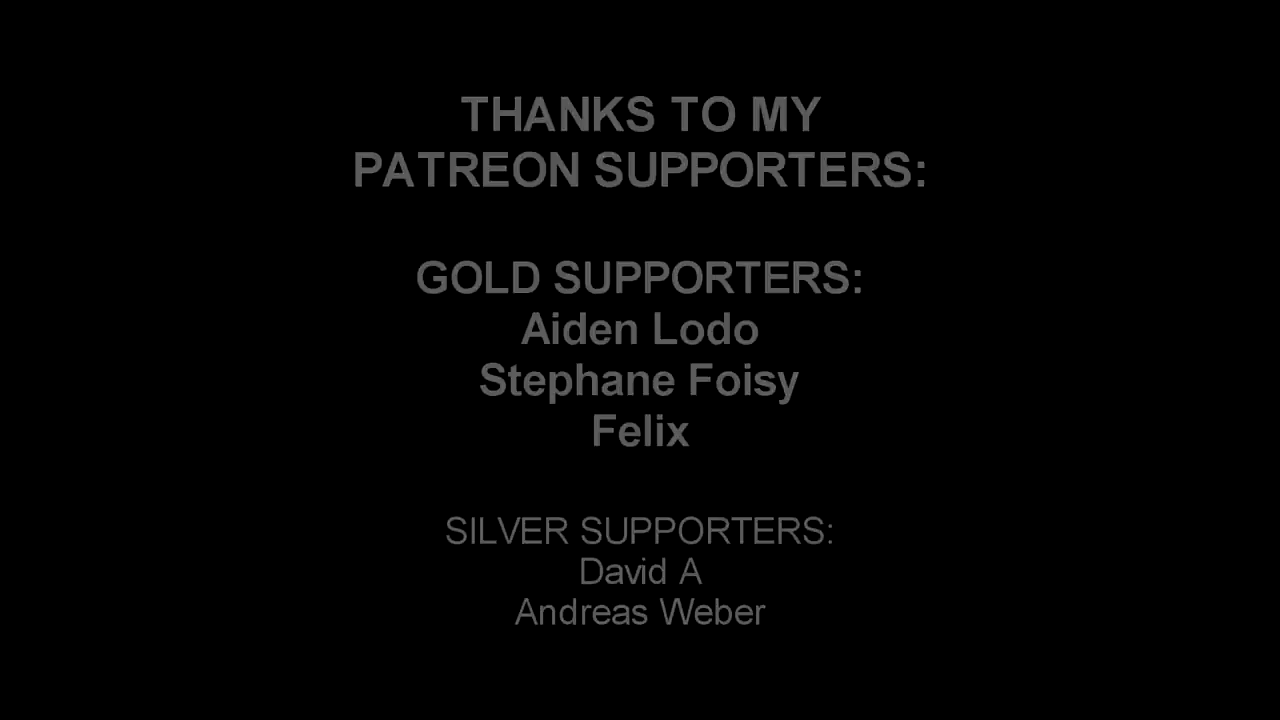 THANKS TO MY
PATREON SUPPORTERS:
GOLD SUPPORTERS:
Aiden Lodo
Stephane Foisy
Felix
SILVER SUPPORTERS:
David A
Andreas Weber